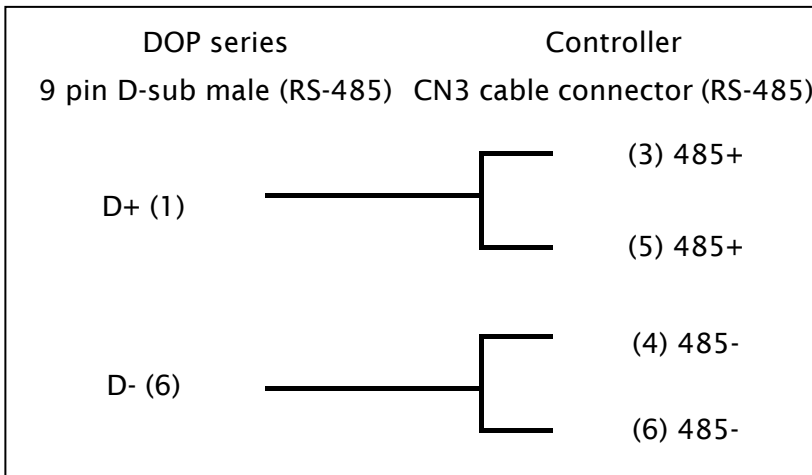 DOP series Controller
9 pin D-sub male (RS-485) CN3 cable connector (RS-485)
(3) 485+
D+ (1)
(5) 485+
(4) 485-
D- (6)
(6) 485-